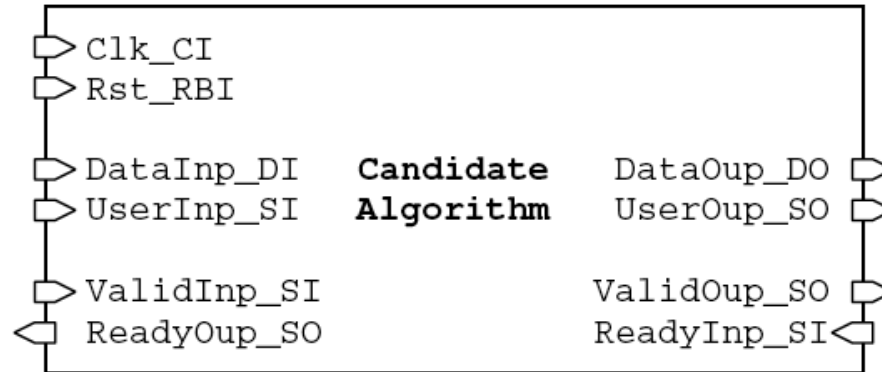 Clk_CI
Rst_RBI
DataInp_DI Candidate DataOup_DO
UserInp_SI Algorithm UserOup_SO
ValidInp_SI ValidOup_SO
ReadyOup_SO ReadyInp_SI